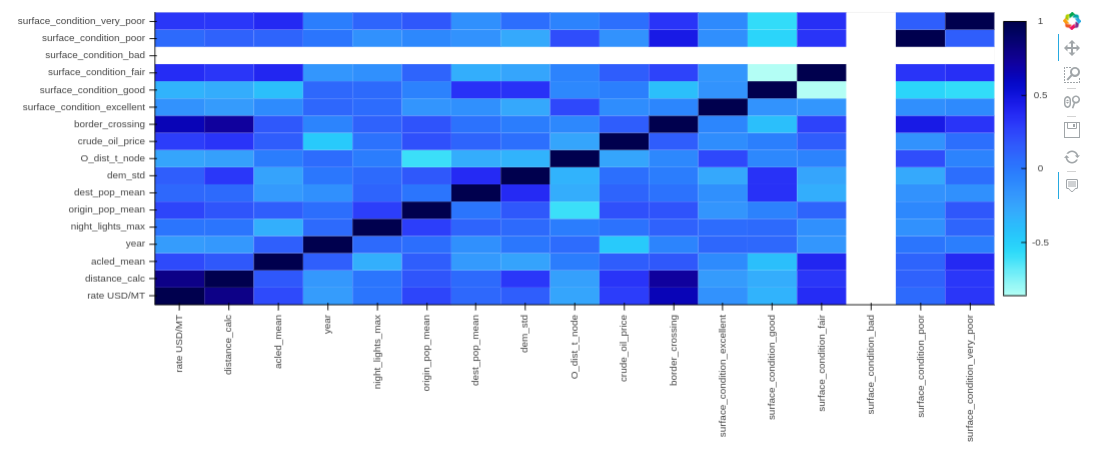 surface_condition_very_poor
surface_condition_poor
surface_condition_bad
surface_condition_fair
surface_condition_good
surface_condition_excellent
border_crossing
crude_oil_price
O_dist_t_node
dem_std
dest_pop_mean
origin_pop_mean
night_lights_max
year
acled_mean
distance_calc
rate USD/MT
rate USD/MT
distance_calc
acled_mean
year
night_lights_max
origin_pop_mean
dest_pop_mean
dem_std
O_dist_t_node
crude_oil_price
border_crossing
surface_condition_excellent
surface_condition_good
surface_condition_fair
surface_condition_bad
surface_condition_poor
surface_condition_very_poor
1
0.5
0
-0.5